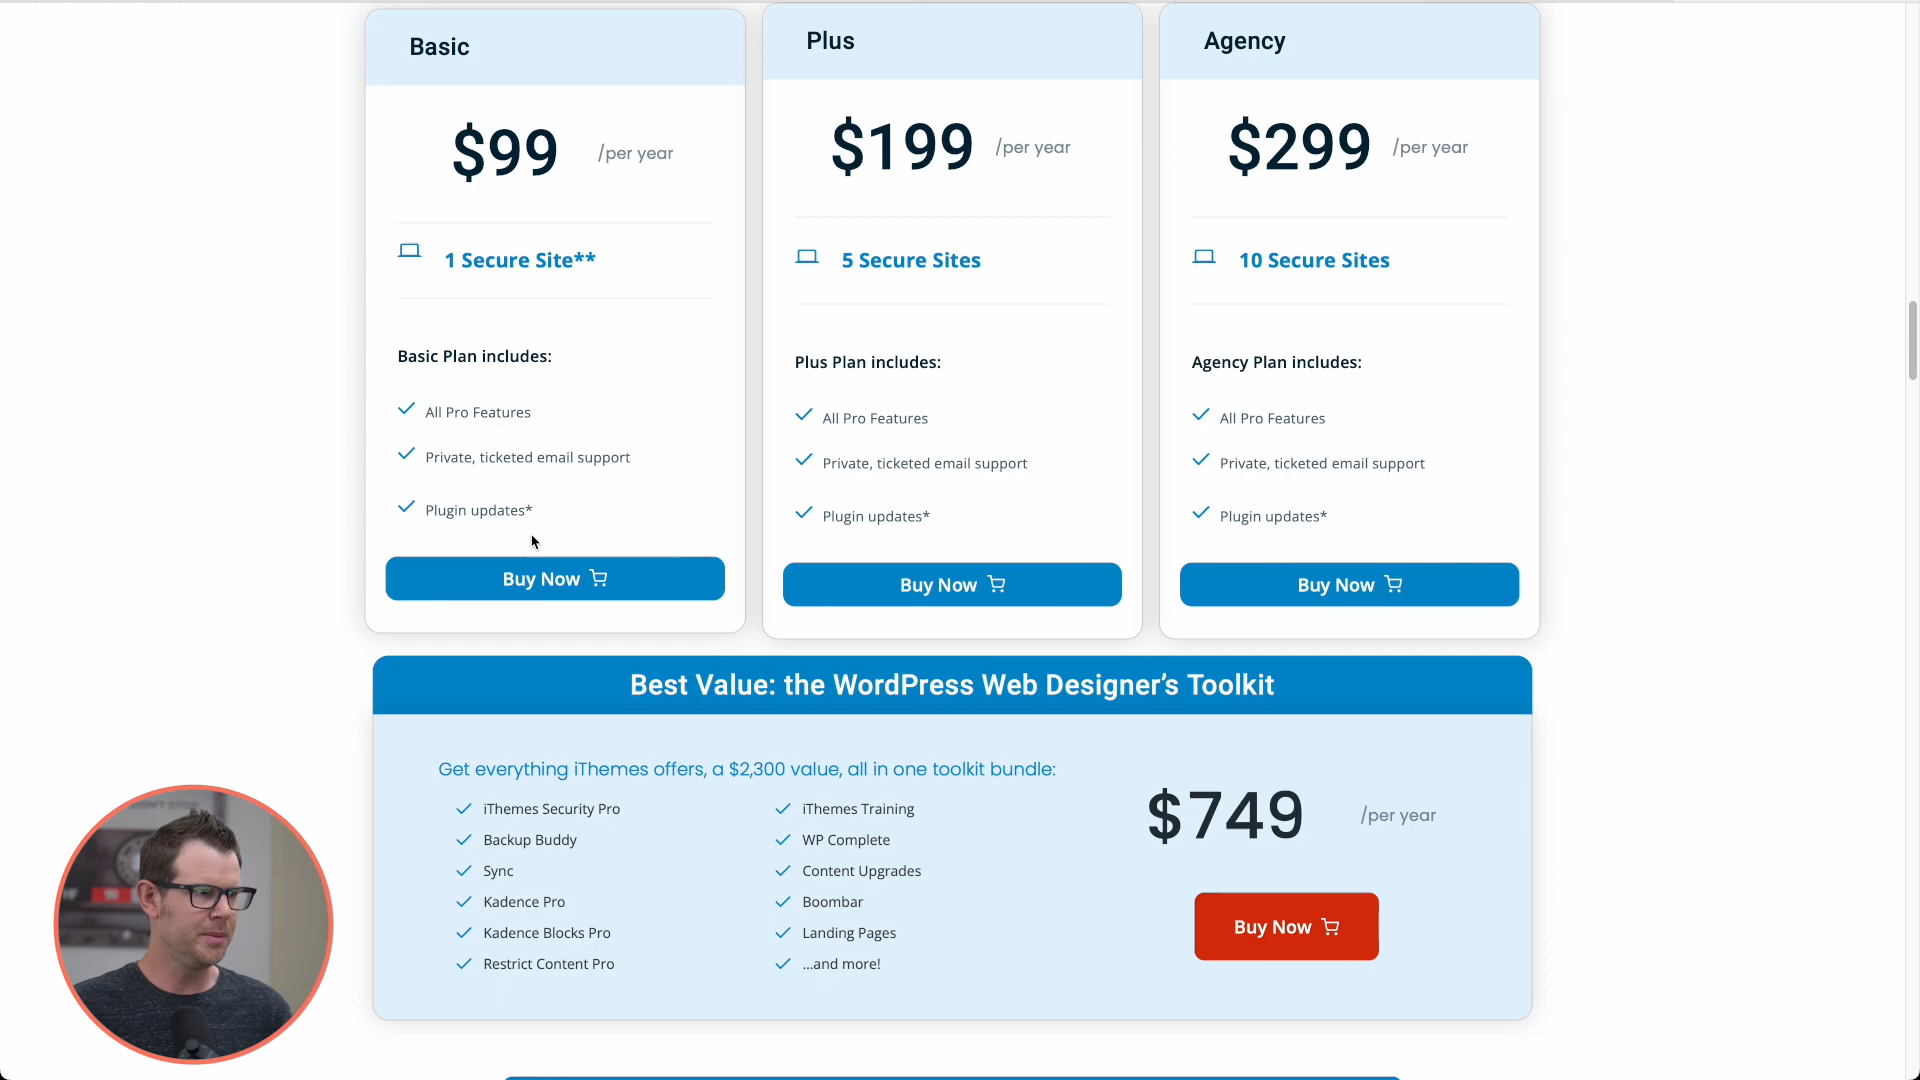 Basic
$99 /per year
1 Secure Site**
Basic Plan includes:
All Pro Features
Private, ticketed email support
Plugin updates*
Buy Now
Plus
$199 /per year
5 Secure Sites
Plus Plan includes:
All Pro Features
Private, ticketed email support
Plugin updates*
Buy Now
Agency
$299 /per year
10 Secure Sites
Agency Plan includes:
All Pro Features
Private, ticketed email support
Plugin updates*
Buy Now
Best Value: the WordPress Web Designer’s Toolkit
Get everything iThemes offers, a $2,300 value, all in one toolkit bundle:
iThemes Security Pro
Backup Buddy
Sync
Kadence Pro
Kadence Blocks Pro
Restrict Content Pro
iThemes Training
WP Complete
Content Upgrades
Boombar
Landing Pages
...and more!
$749 /per year
Buy Now